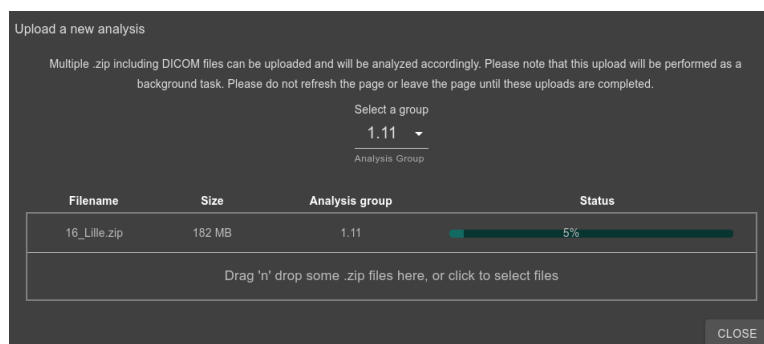 Upload a new analysis
Multiple .zip including DICOM files can be uploaded and will be analyzed accordingly. Please note that this upload will be performed as a
background task. Please do not refresh the page or leave the page until these uploads are completed.
Select a group
1.11
Analysis Group
Filename Size Analysis group Status
16_Lille.zip 182 MB 1.11 5%
Drag 'n' drop some .zip files here, or click to select files
CLOSE